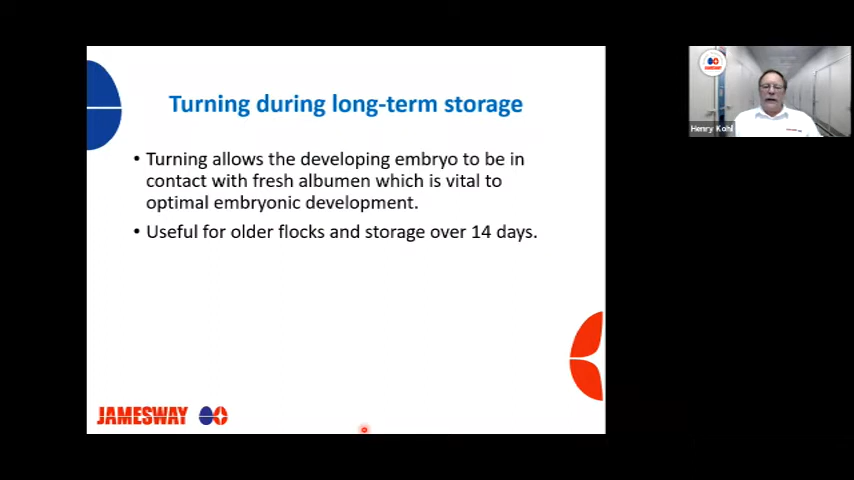 Turning during long-term storage
• Turning allows the developing embryo to be in
contact with fresh albumen which is vital to
optimal embryonic development.
• Useful for older flocks and storage over 14 days.
JAMESWAY
JAMESWAY
Henry Kohl